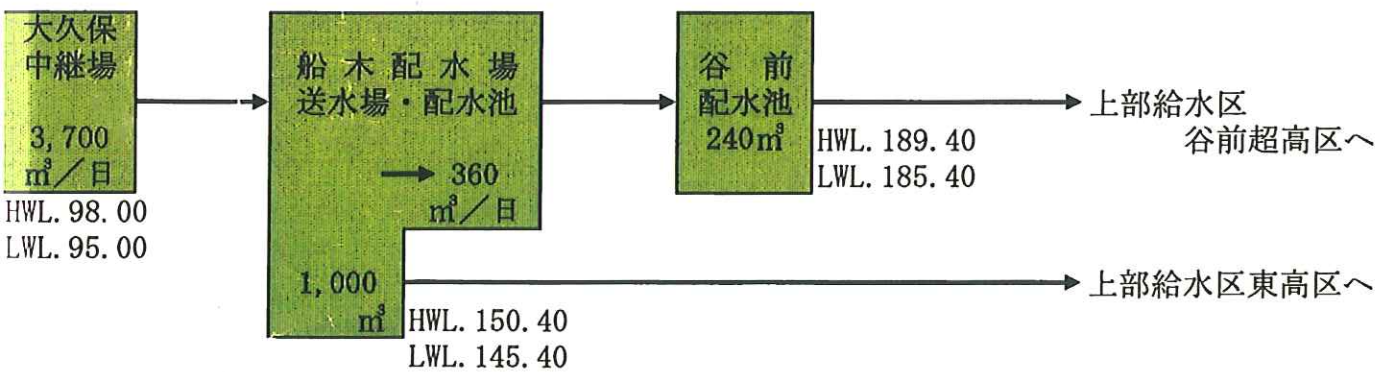 大久保
中継場
3,700
㎥/日
HWL.98.00
LWL.95.00
船木配水場
送水場・配水池
→ 360
㎥/日
1,000
㎥
HWL.150.40
LWL.145.40
谷前
配水池
240㎥
HWL.189.40
LWL.185.40
上部給水区
谷前超高区へ
上部給水区東高区へ